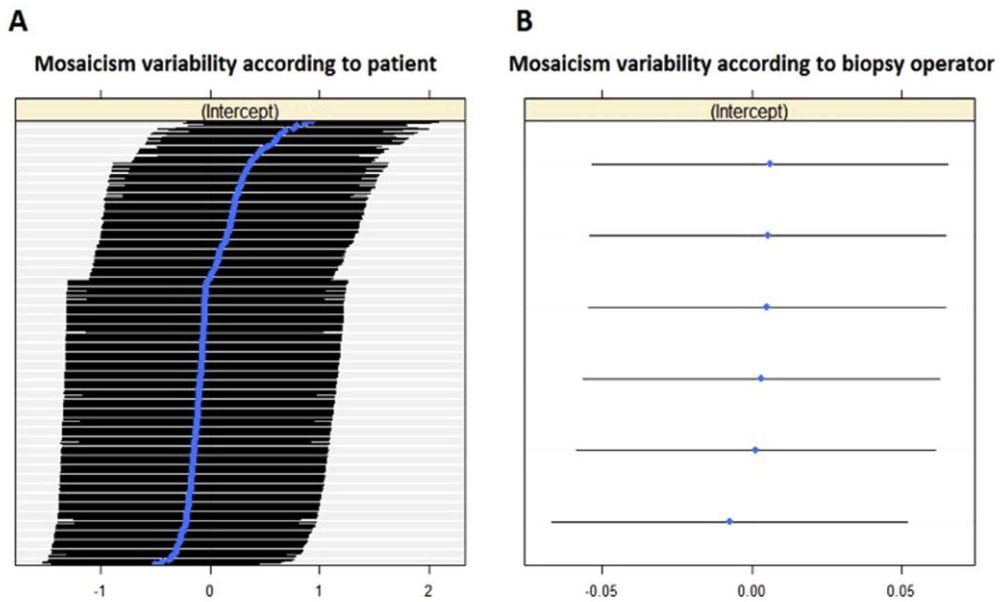 A
B
Mosaicism variability according to patient
Mosaicism variability according to biopsy operator
(Intercept)
(Intercept)
-1 0 1 2
-0.05 0.00 0.05